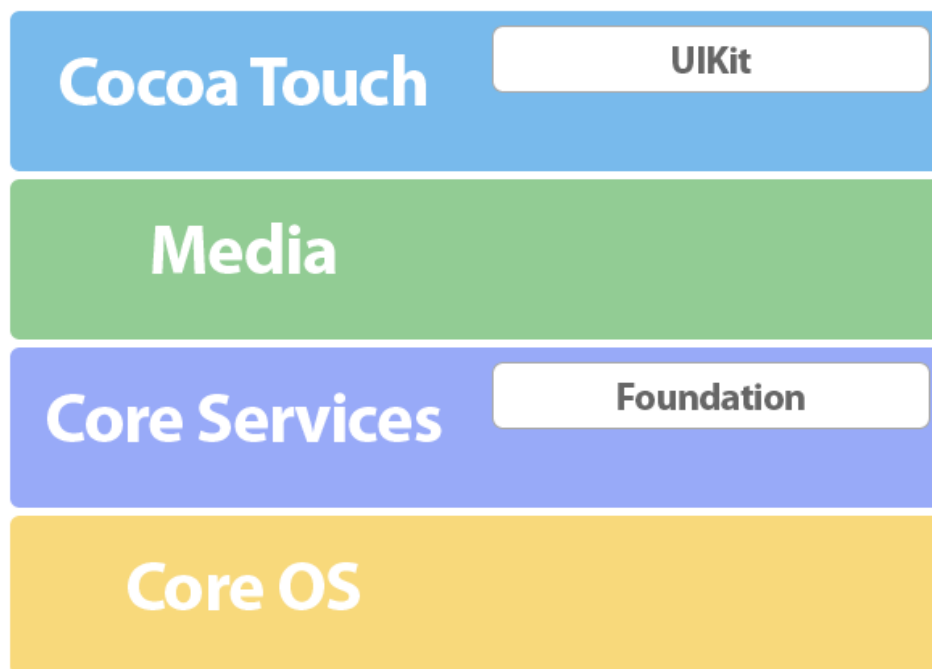 Cocoa Touch
UIKit
Media
Core Services
Foundation
Core OS